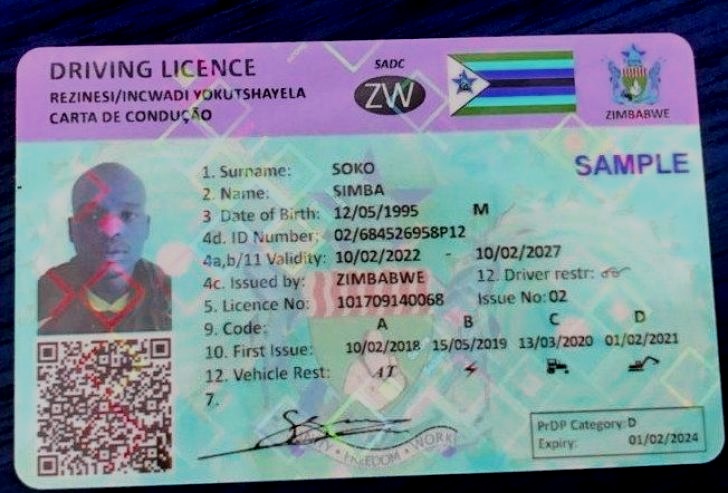 DRIVING LICENCE
REZINESI/INCWADI YOKUTSHAYELA
CARTA DE CONDUÇÃO
SADC
ZW
ZIMBABWE
SAMPLE
1. Surname: SOKO
2. Name: SIMBA
3 Date of Birth: 12/05/1995 M
4d. ID Number: 02/684526958P12
4a,b/11 Validity: 10/02/2022 - 10/02/2027
4c. Issued by: ZIMBABWE 12. Driver restr:
5. Licence No: 101709140068 Issue No: 02
9. Code: A B C D
10. First Issue: 10/02/2018 15/05/2019 13/03/2020 01/02/2021
12. Vehicle Rest: AT
7.
UNITY • FREEDOM • WORK
PrDP Category: D
Expiry: 01/02/2024